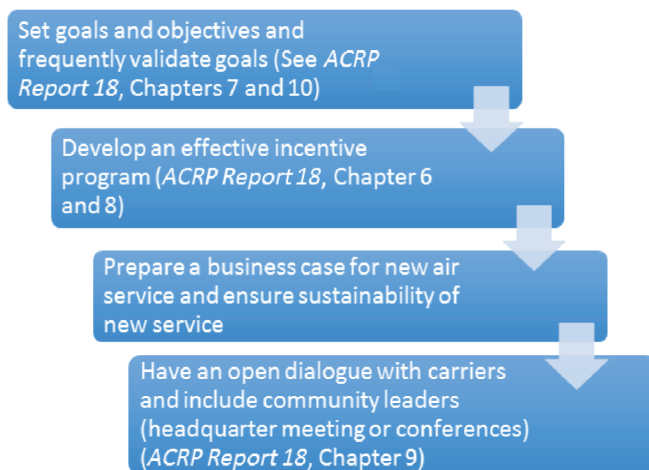 Set goals and objectives and
frequently validate goals (See ACRP
Report 18, Chapters 7 and 10)
Develop an effective incentive
program (ACRP Report 18, Chapter 6
and 8)
Prepare a business case for new air
service and ensure sustainability of
new service
Have an open dialogue with carriers
and include community leaders
(headquarter meeting or conferences)
(ACRP Report 18, Chapter 9)